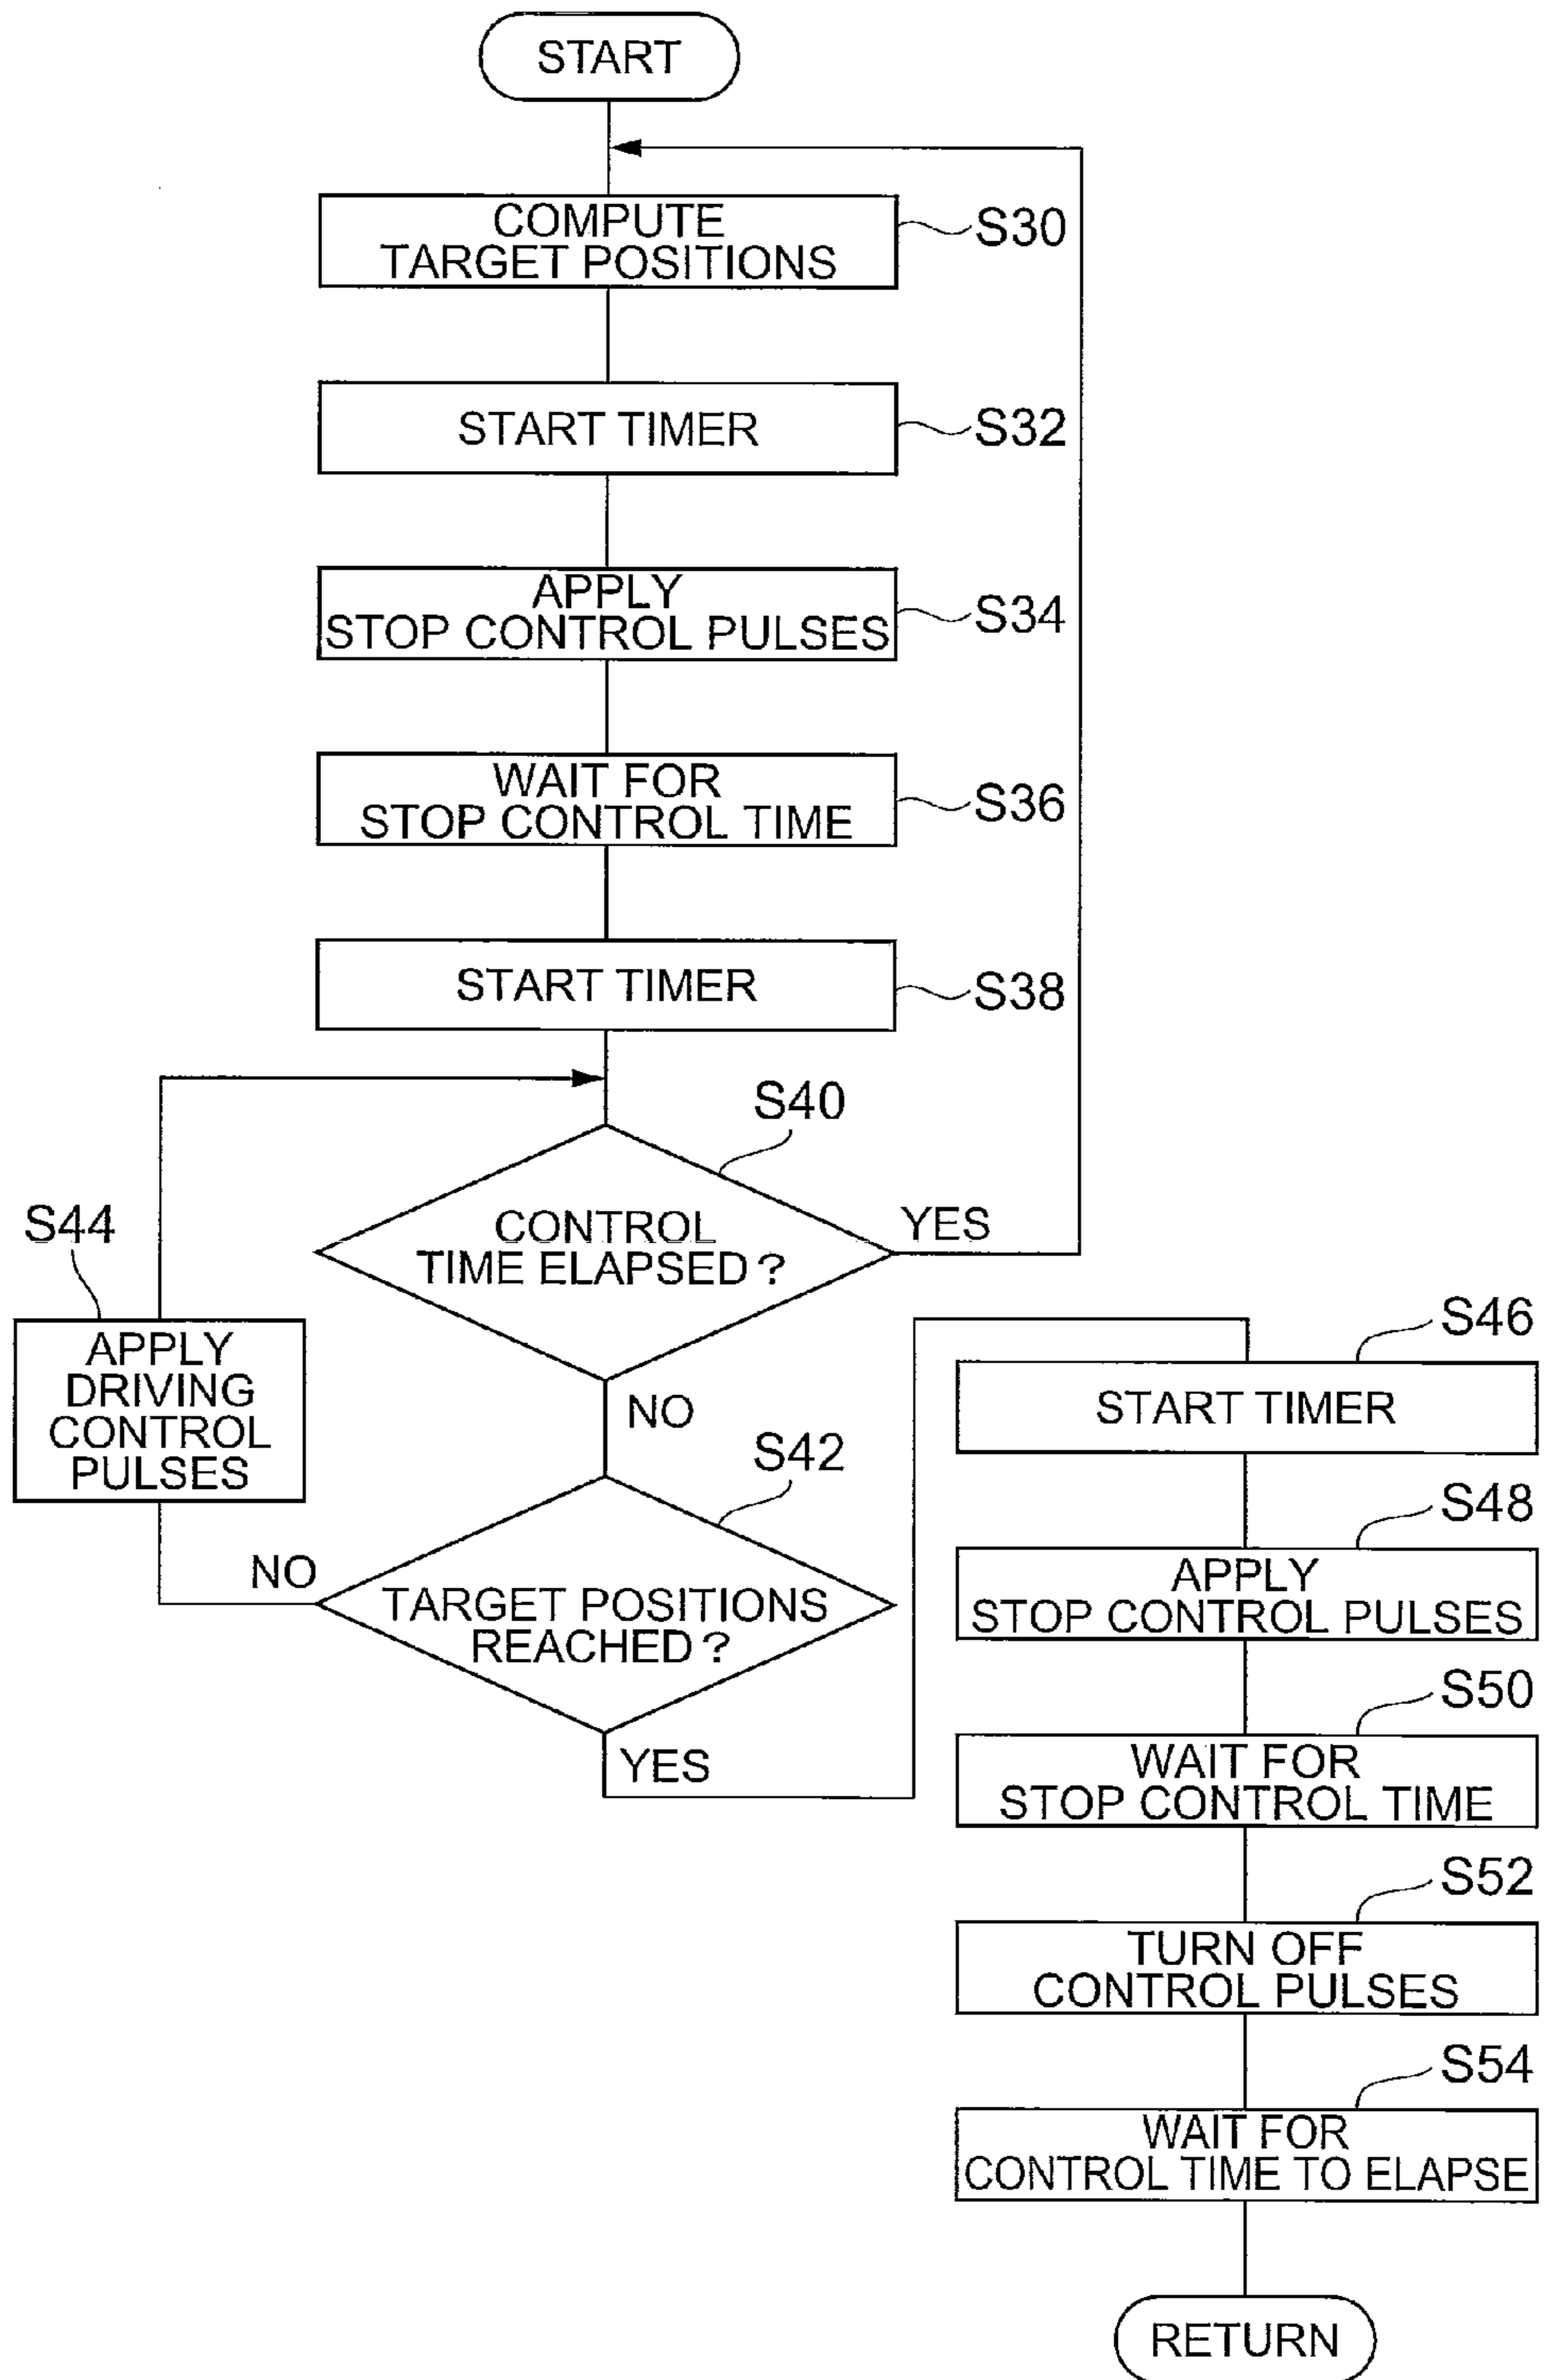 START
COMPUTE
TARGET POSITIONS
S30
START TIMER
S32
APPLY
STOP CONTROL PULSES
S34
WAIT FOR
STOP CONTROL TIME
S36
START TIMER
S38
S40
CONTROL
TIME ELAPSED?
YES
NO
S44
APPLY
DRIVING
CONTROL
PULSES
S42
NO
TARGET POSITIONS
REACHED?
YES
S46
START TIMER
S48
APPLY
STOP CONTROL PULSES
S50
WAIT FOR
STOP CONTROL TIME
S52
TURN OFF
CONTROL PULSES
S54
WAIT FOR
CONTROL TIME TO ELAPSE
RETURN